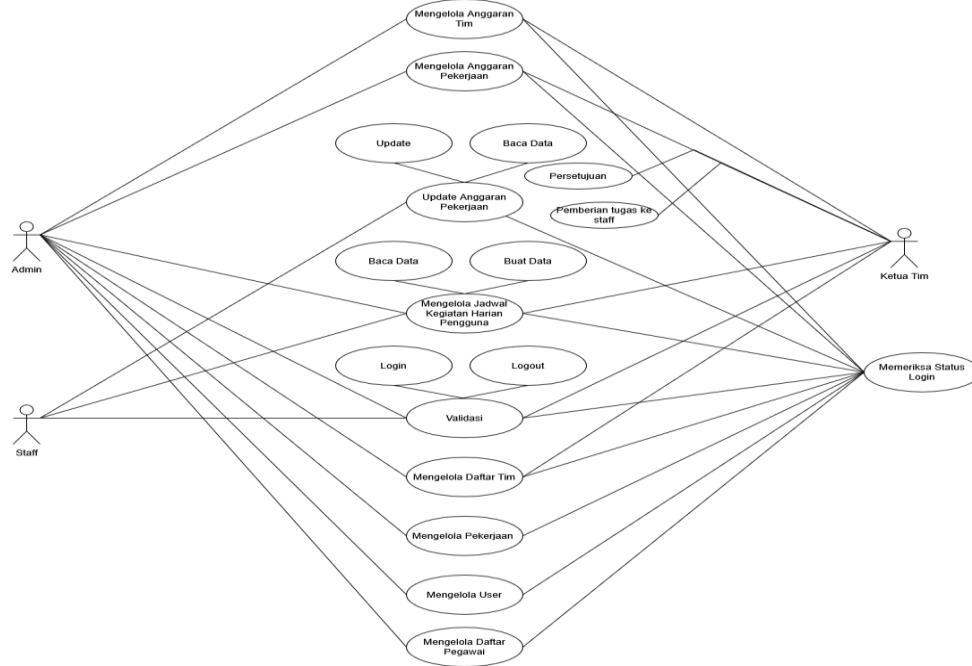 Mengelola Anggaran
Tim
Mengelola Anggaran
Pekerjaan
Update
Baca Data
Persetujuan
Update Anggaran
Pekerjaan
Pemberian tugas ke
staff
Admin
Ketua Tim
Baca Data
Buat Data
Mengelola Jadwal
Kegiatan Harian
Pengguna
Login
Logout
Memeriksa Status
Login
Validasi
Staff
Mengelola Daftar Tim
Mengelola Pekerjaan
Mengelola User
Mengelola Daftar
Pegawai